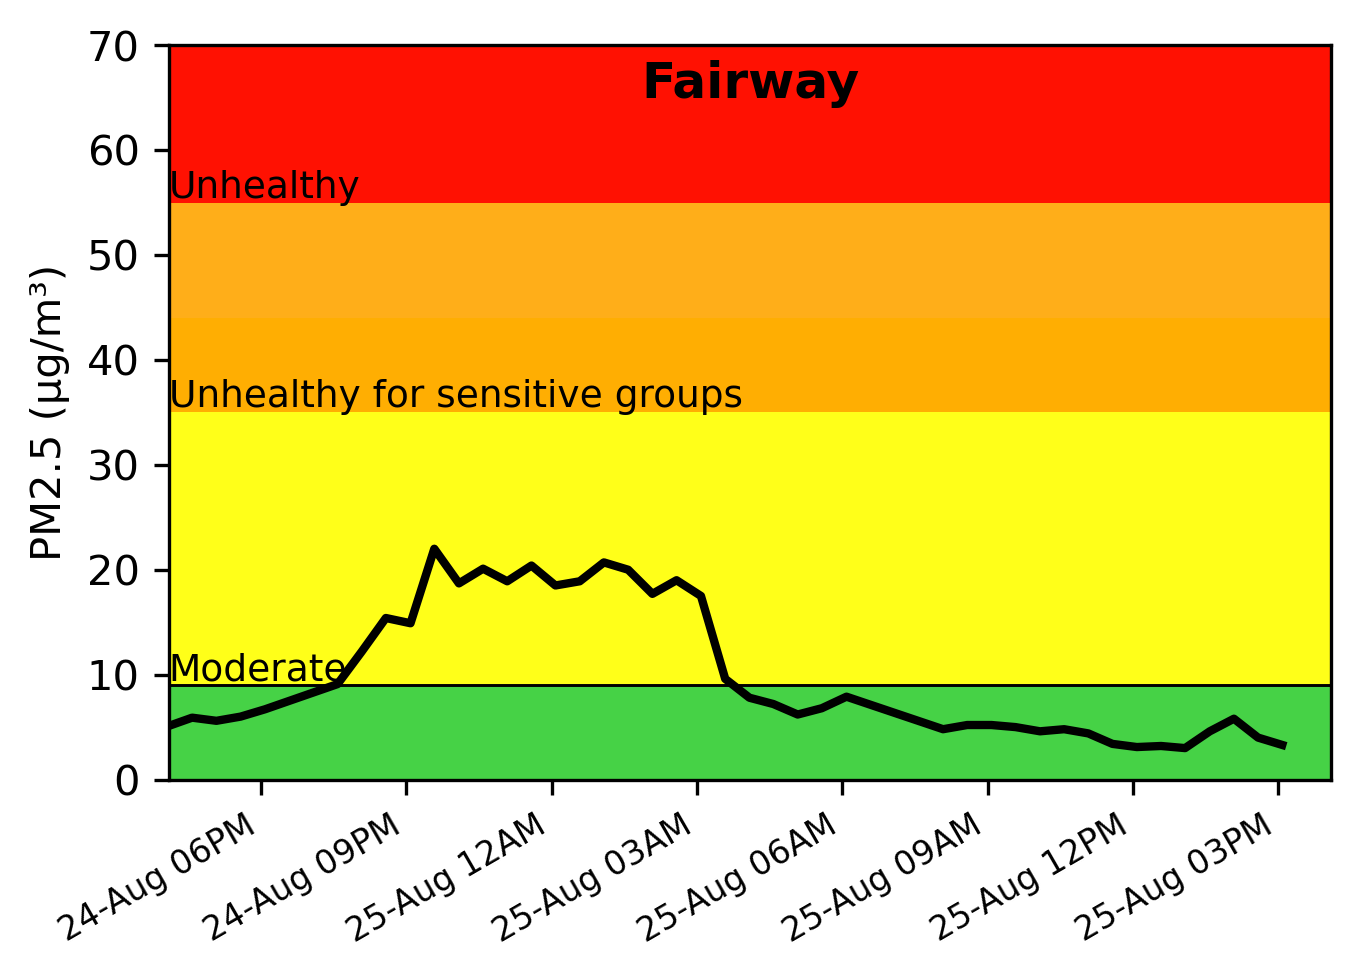 Fairway
PM2.5 (µg/m³)
70
60
50
40
30
20
10
0
Unhealthy
Unhealthy for sensitive groups
Moderate
24-Aug 06PM
24-Aug 09PM
25-Aug 12AM
25-Aug 03AM
25-Aug 06AM
25-Aug 09AM
25-Aug 12PM
25-Aug 03PM